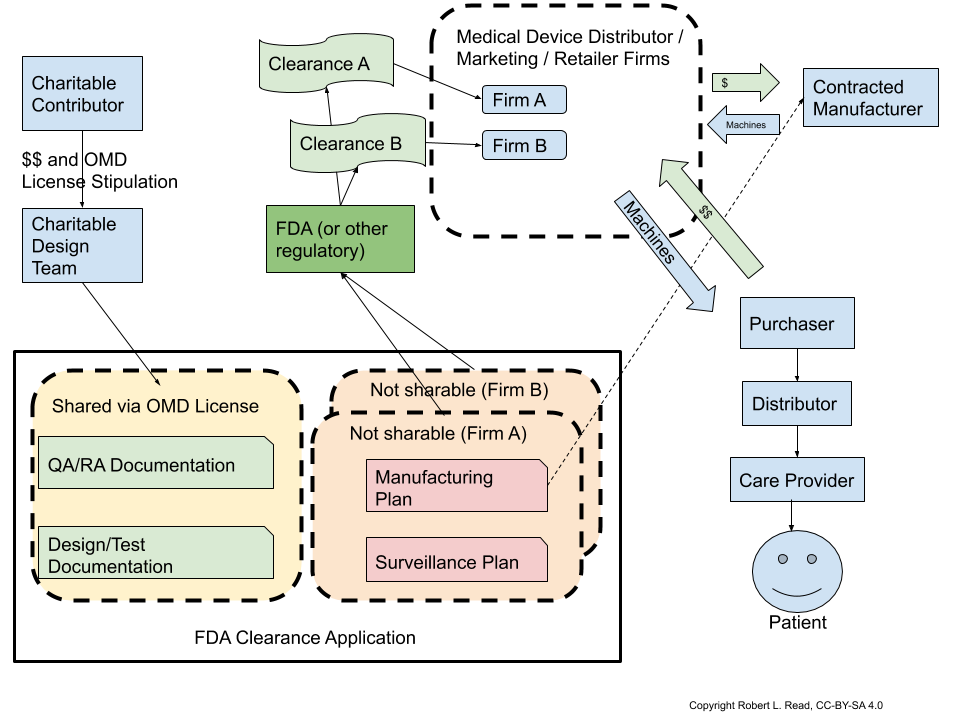 Charitable
Contributor
$$ and OMD
License Stipulation
Charitable
Design
Team
Clearance A
Clearance B
FDA (or other
regulatory)
Medical Device Distributor /
Marketing / Retailer Firms
Firm A
Firm B
$
Machines
Contracted
Manufacturer
Machines
$$
Purchaser
Distributor
Care Provider
Patient
Shared via OMD License
QA/RA Documentation
Design/Test
Documentation
Not sharable (Firm B)
Not sharable (Firm A)
Manufacturing
Plan
Surveillance Plan
FDA Clearance Application
Copyright Robert L. Read, CC-BY-SA 4.0